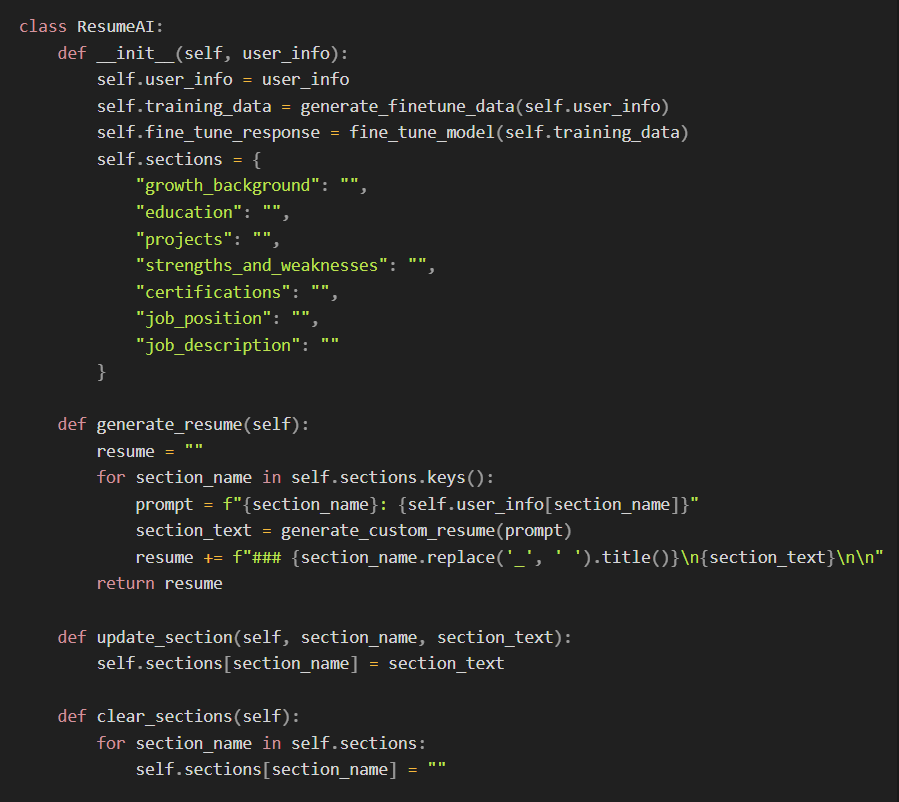 class ResumeAI:
    def __init__(self, user_info):
        self.user_info = user_info
        self.training_data = generate_finetune_data(self.user_info)
        self.fine_tune_response = fine_tune_model(self.training_data)
        self.sections = {
            "growth_background": "",
            "education": "",
            "projects": "",
            "strengths_and_weaknesses": "",
            "certifications": "",
            "job_position": "",
            "job_description": ""
        }

    def generate_resume(self):
        resume = ""
        for section_name in self.sections.keys():
            prompt = f"{section_name}: {self.user_info[section_name]}"
            section_text = generate_custom_resume(prompt)
            resume += f"### {section_name.replace('_', ' ').title()}\n{section_text}\n\n"
        return resume

    def update_section(self, section_name, section_text):
        self.sections[section_name] = section_text

    def clear_sections(self):
        for section_name in self.sections:
            self.sections[section_name] = ""